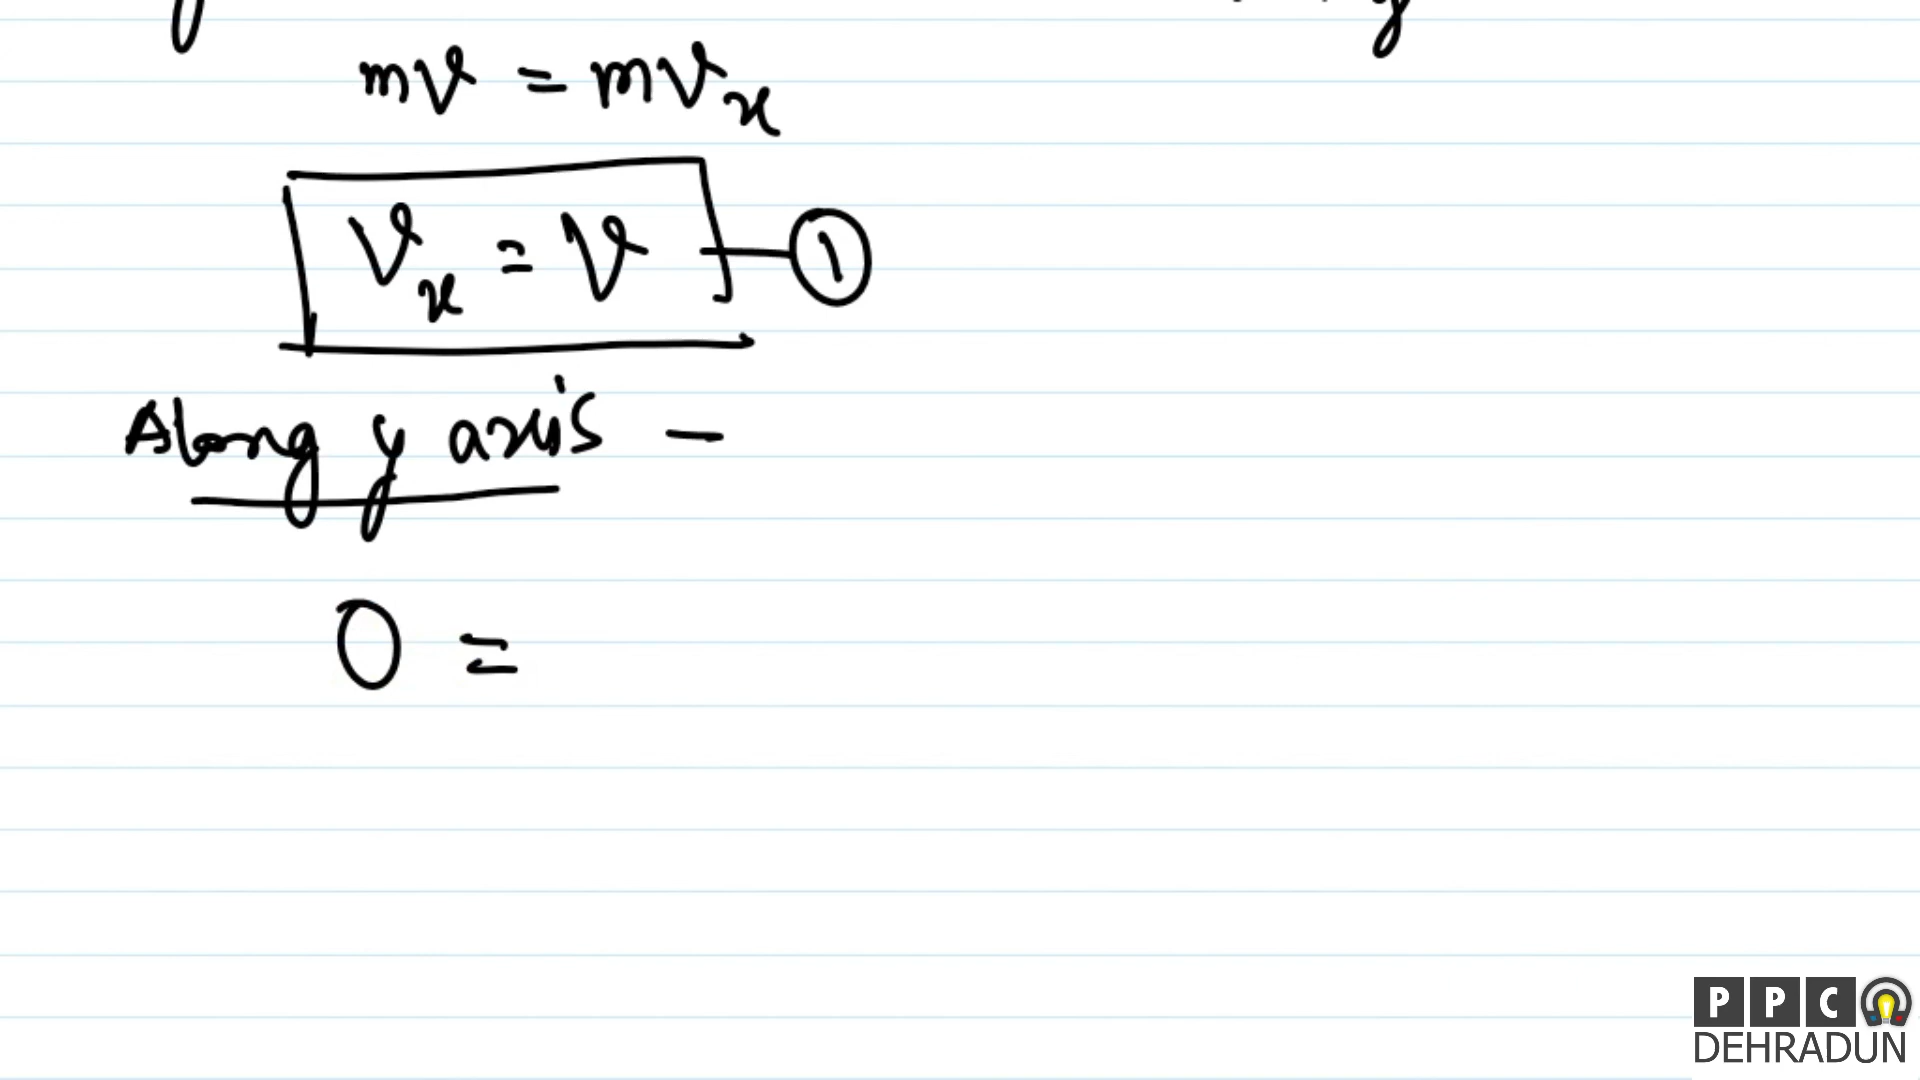 mv = mvₓ
vₓ = v — ①
Along y axis —
0 =
PPC
DEHRADUN